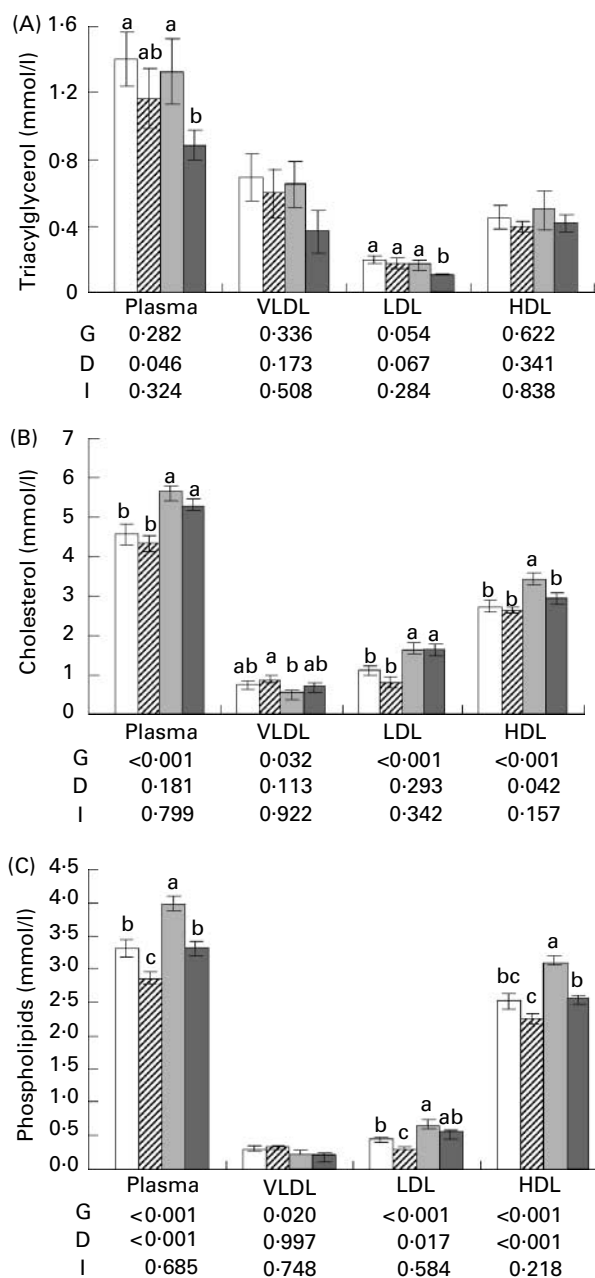 (A)
Triacylglycerol (mmol/l)
1·6
1·2
0·8
0·4
0
a ab a b
a a a b
Plasma VLDL LDL HDL
G 0·282 0·336 0·054 0·622
D 0·046 0·173 0·067 0·341
I 0·324 0·508 0·284 0·838
(B)
Cholesterol (mmol/l)
7
6
5
4
3
2
1
0
b b a a
ab a b ab
b b a a
b b a b
Plasma VLDL LDL HDL
G <0·001 0·032 <0·001 <0·001
D 0·181 0·113 0·293 0·042
I 0·799 0·922 0·342 0·157
(C)
Phospholipids (mmol/l)
4·5
4·0
3·5
3·0
2·5
2·0
1·5
1·0
0·5
0·0
b c a b
b c a ab
bc c a b
Plasma VLDL LDL HDL
G <0·001 0·020 <0·001 <0·001
D <0·001 0·997 0·017 <0·001
I 0·685 0·748 0·584 0·218